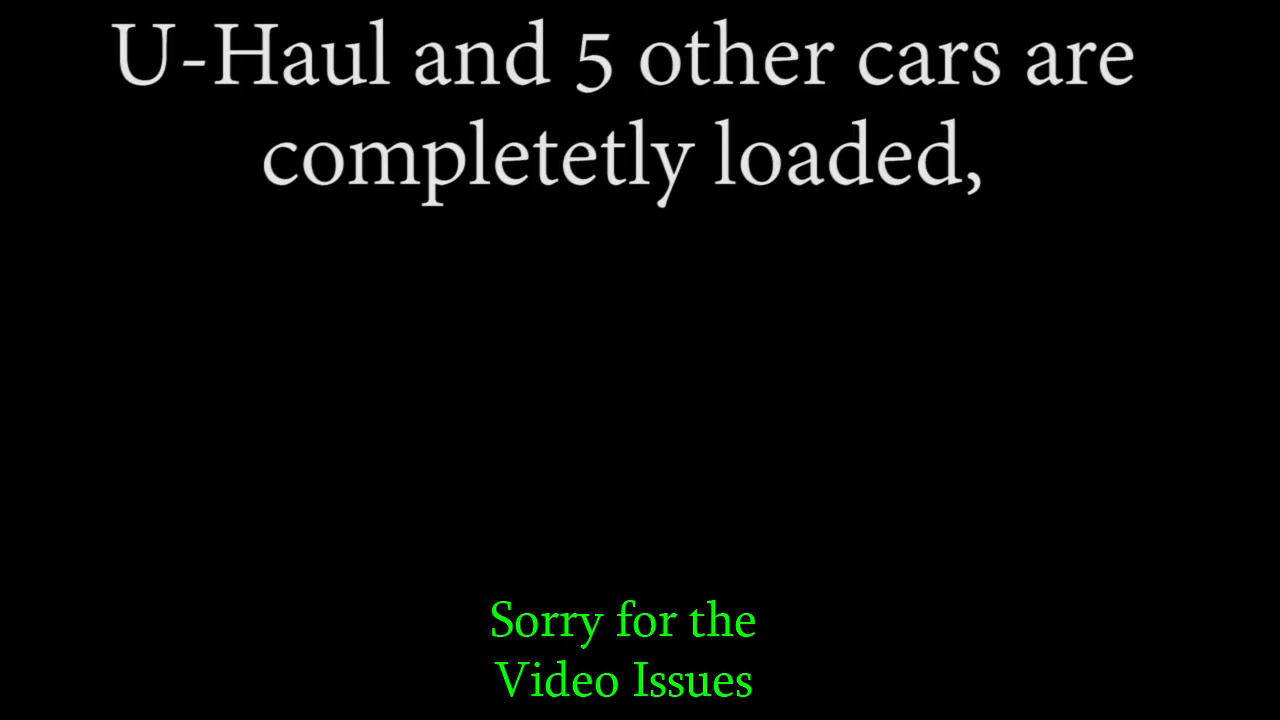 U-Haul and 5 other cars are
completetly loaded,
Sorry for the
Video Issues